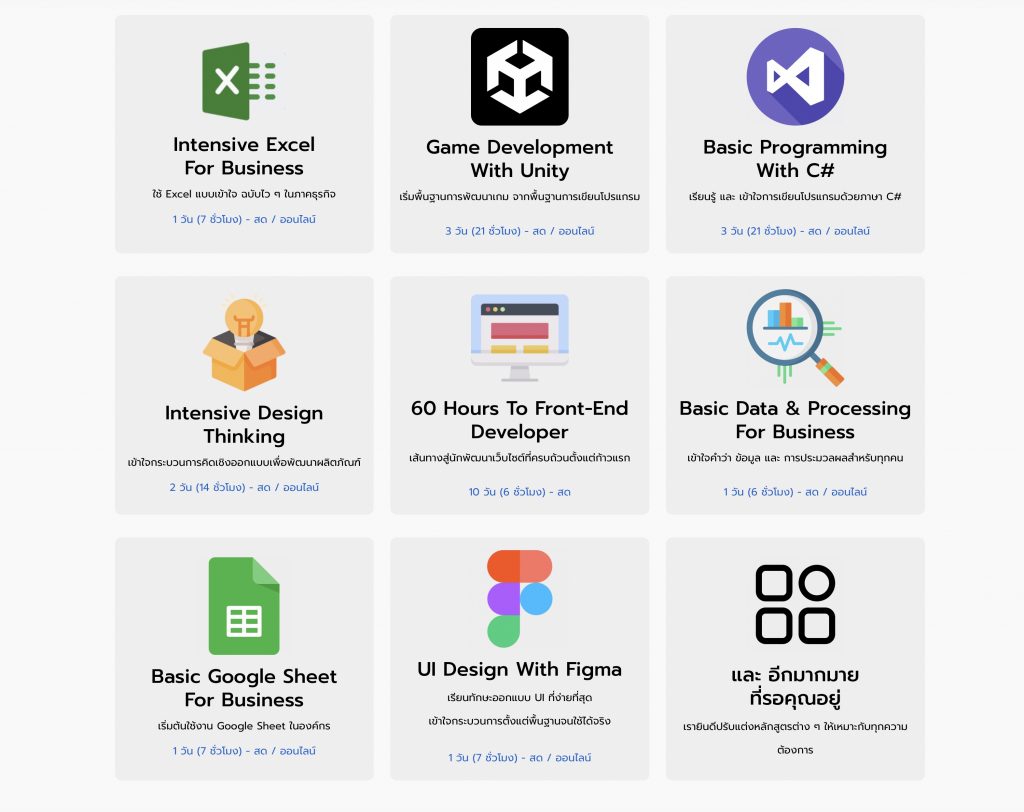 Intensive Excel
For Business
ใช้ Excel แบบเข้าใจ ฉบับไว ๆ ในภาคธุรกิจ
1 วัน (7 ชั่วโมง) - สด / ออนไลน์
Game Development
With Unity
เริ่มพื้นฐานการพัฒนาเกม จากพื้นฐานการเขียนโปรแกรม
3 วัน (21 ชั่วโมง) - สด / ออนไลน์
Basic Programming
With C#
เรียนรู้ และ เข้าใจการเขียนโปรแกรมด้วยภาษา C#
3 วัน (21 ชั่วโมง) - สด / ออนไลน์
Intensive Design
Thinking
เข้าใจกระบวนการคิดเชิงออกแบบเพื่อพัฒนาผลิตภัณฑ์
2 วัน (14 ชั่วโมง) - สด / ออนไลน์
60 Hours To Front-End
Developer
เส้นทางสู่นักพัฒนาเว็บไซต์ที่ครบถ้วนตั้งแต่ก้าวแรก
10 วัน (6 ชั่วโมง) - สด
Basic Data & Processing
For Business
เข้าใจคำว่า ข้อมูล และ การประมวลผลสำหรับทุกคน
1 วัน (6 ชั่วโมง) - สด / ออนไลน์
Basic Google Sheet
For Business
เริ่มต้นใช้งาน Google Sheet ในองค์กร
1 วัน (7 ชั่วโมง) - สด / ออนไลน์
UI Design With Figma
เรียนทักษะออกแบบ UI ที่ง่ายที่สุด
เข้าใจกระบวนการตั้งแต่พื้นฐานจนใช้ได้จริง
1 วัน (7 ชั่วโมง) - สด / ออนไลน์
และ อีกมากมาย
ที่รอคุณอยู่
เรายินดีปรับแต่งหลักสูตรต่าง ๆ ให้เหมาะกับทุกความ
ต้องการ